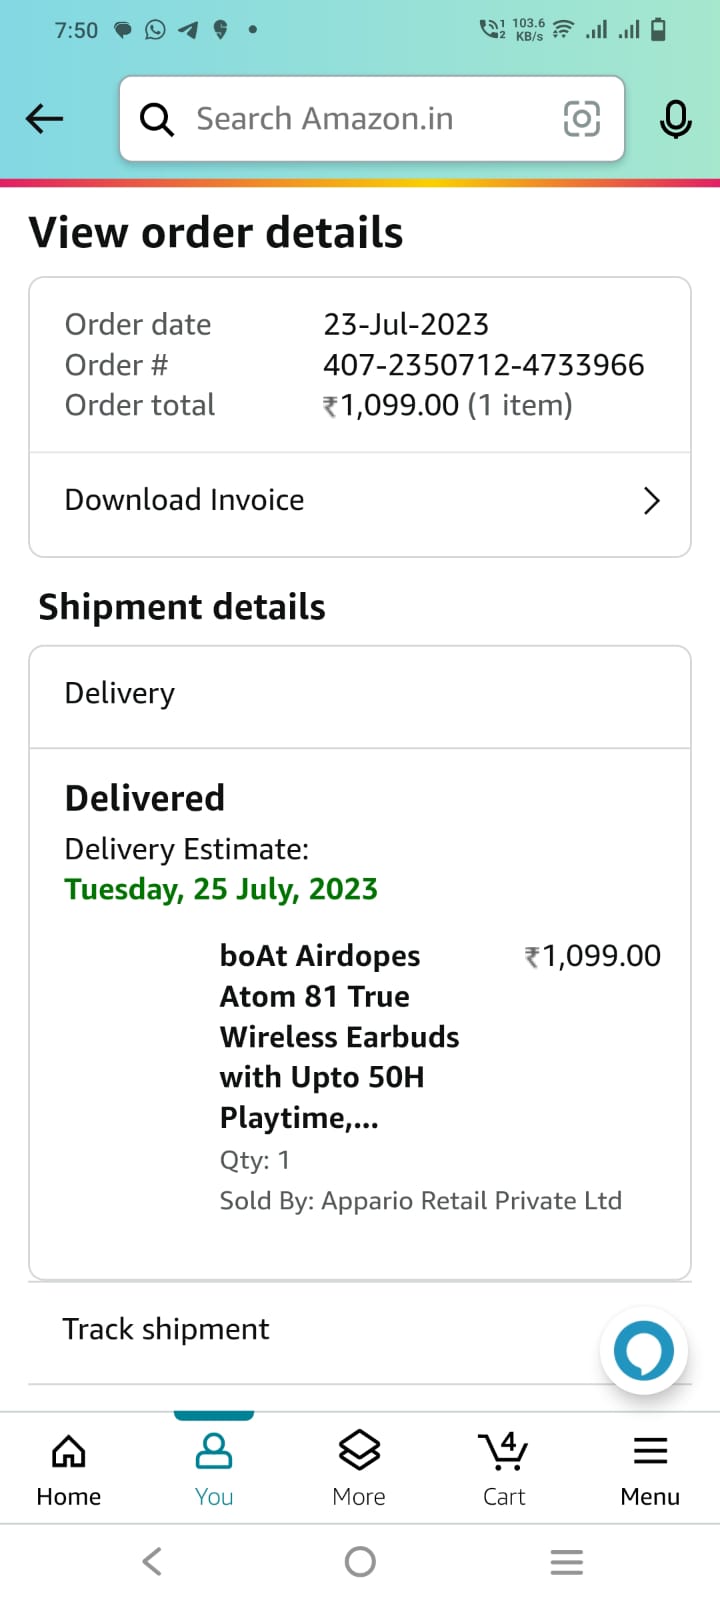 7:50
1
2
103.6
KB/s
Search Amazon.in
View order details
Order date 23-Jul-2023
Order # 407-2350712-4733966
Order total ₹1,099.00 (1 item)
Download Invoice
Shipment details
Delivery
Delivered
Delivery Estimate:
Tuesday, 25 July, 2023
boAt Airdopes ₹1,099.00
Atom 81 True
Wireless Earbuds
with Upto 50H
Playtime,...
Qty: 1
Sold By: Appario Retail Private Ltd
Track shipment
4
Home You More Cart Menu